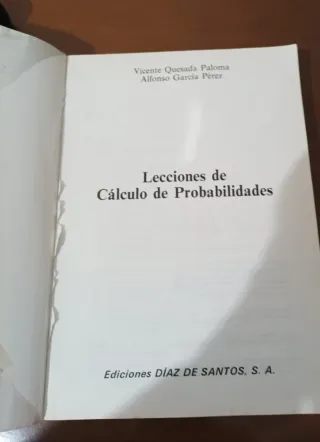 Vicente Quesada Paloma
Alfonso García Pérez
Lecciones de
Cálculo de Probabilidades
Ediciones DÍAZ DE SANTOS, S. A.